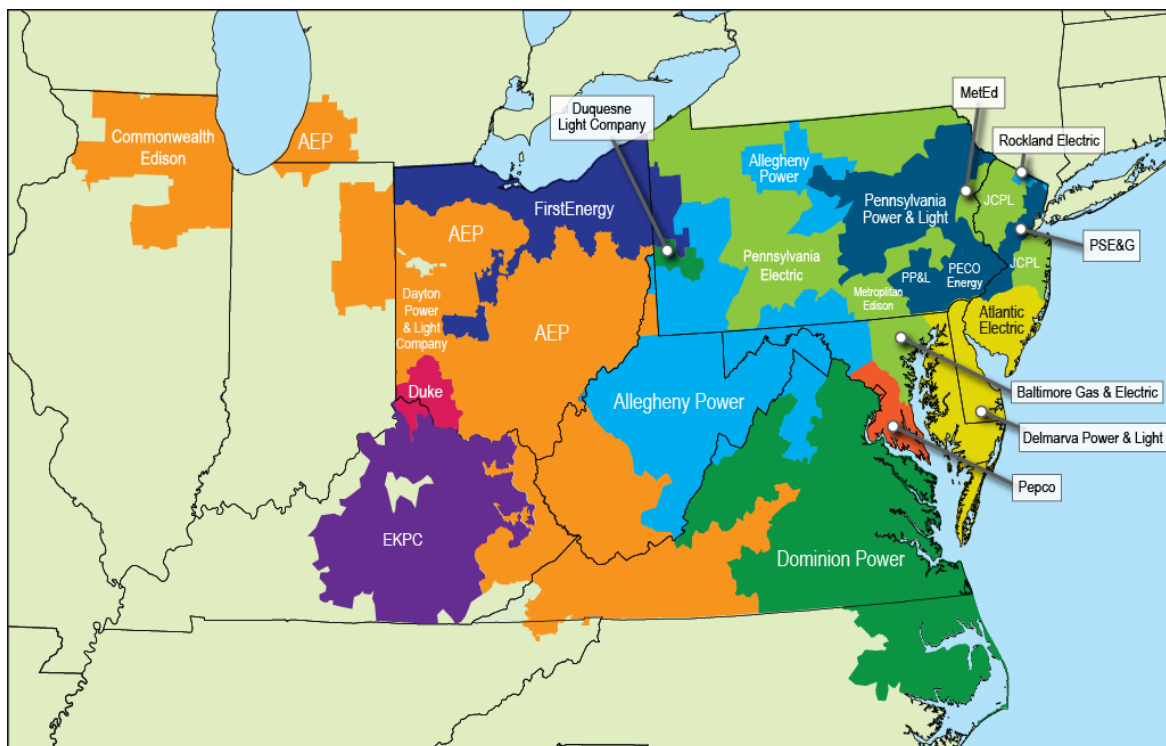 Commonwealth
Edison
AEP
Duquesne
Light Company
MetEd
Rockland Electric
Allegheny
Power
FirstEnergy
AEP
Pennsylvania
Power & Light
JCPL
PSE&G
Pennsylvania
Electric
PP&L
PECO
Energy
JCPL
Metroplitan
Edison
Dayton
Power
& Light
Company
AEP
Atlantic
Electric
Duke
Allegheny Power
Baltimore Gas & Electric
Delmarva Power & Light
Pepco
EKPC
Dominion Power